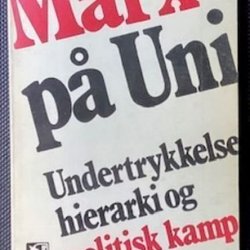 Marx
på Uni
Undertrykkelse
hierarki og
politisk kamp